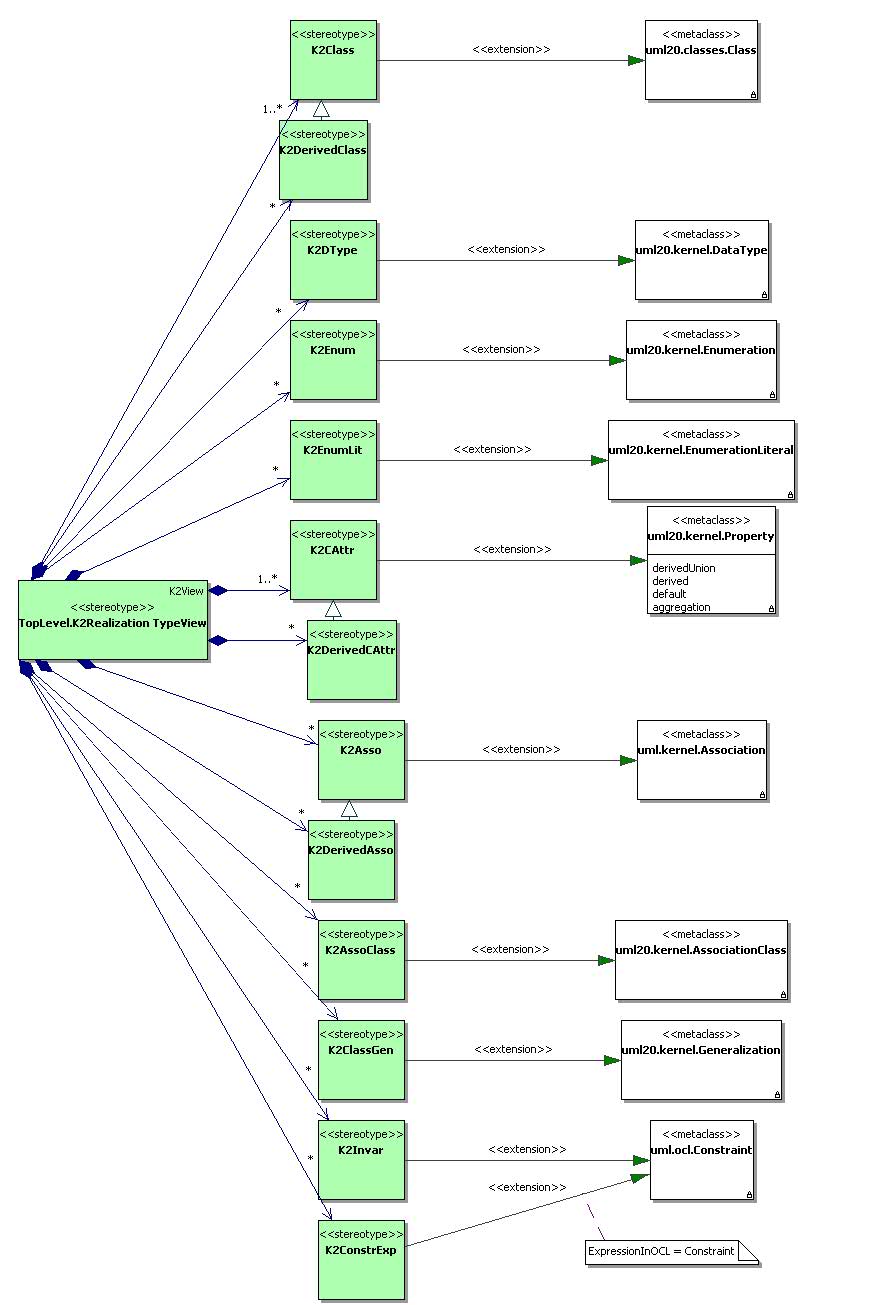 <<stereotype>>
K2Class
<<extension>>
<<metaclass>>
uml20.classes.Class
1..*
<<stereotype>>
K2DerivedClass
*
<<stereotype>>
K2DType
<<extension>>
<<metaclass>>
uml20.kernel.DataType
*
<<stereotype>>
K2Enum
<<extension>>
<<metaclass>>
uml20.kernel.Enumeration
*
<<stereotype>>
K2EnumLit
<<extension>>
<<metaclass>>
uml20.kernel.EnumerationLiteral
*
<<stereotype>>
K2CAttr
<<extension>>
<<metaclass>>
uml20.kernel.Property
derivedUnion
derived
default
aggregation
1..*
K2View
<<stereotype>>
TopLevel.K2Realization TypeView
*
<<stereotype>>
K2DerivedCAttr
*
<<stereotype>>
K2Asso
<<extension>>
<<metaclass>>
uml.kernel.Association
*
<<stereotype>>
K2DerivedAsso
*
<<stereotype>>
K2AssoClass
<<extension>>
<<metaclass>>
uml20.kernel.AssociationClass
*
<<stereotype>>
K2ClassGen
<<extension>>
<<metaclass>>
uml20.kernel.Generalization
*
<<stereotype>>
K2Invar
<<extension>>
<<metaclass>>
uml.ocl.Constraint
*
<<extension>>
<<stereotype>>
K2ConstrExp
ExpressionInOCL = Constraint